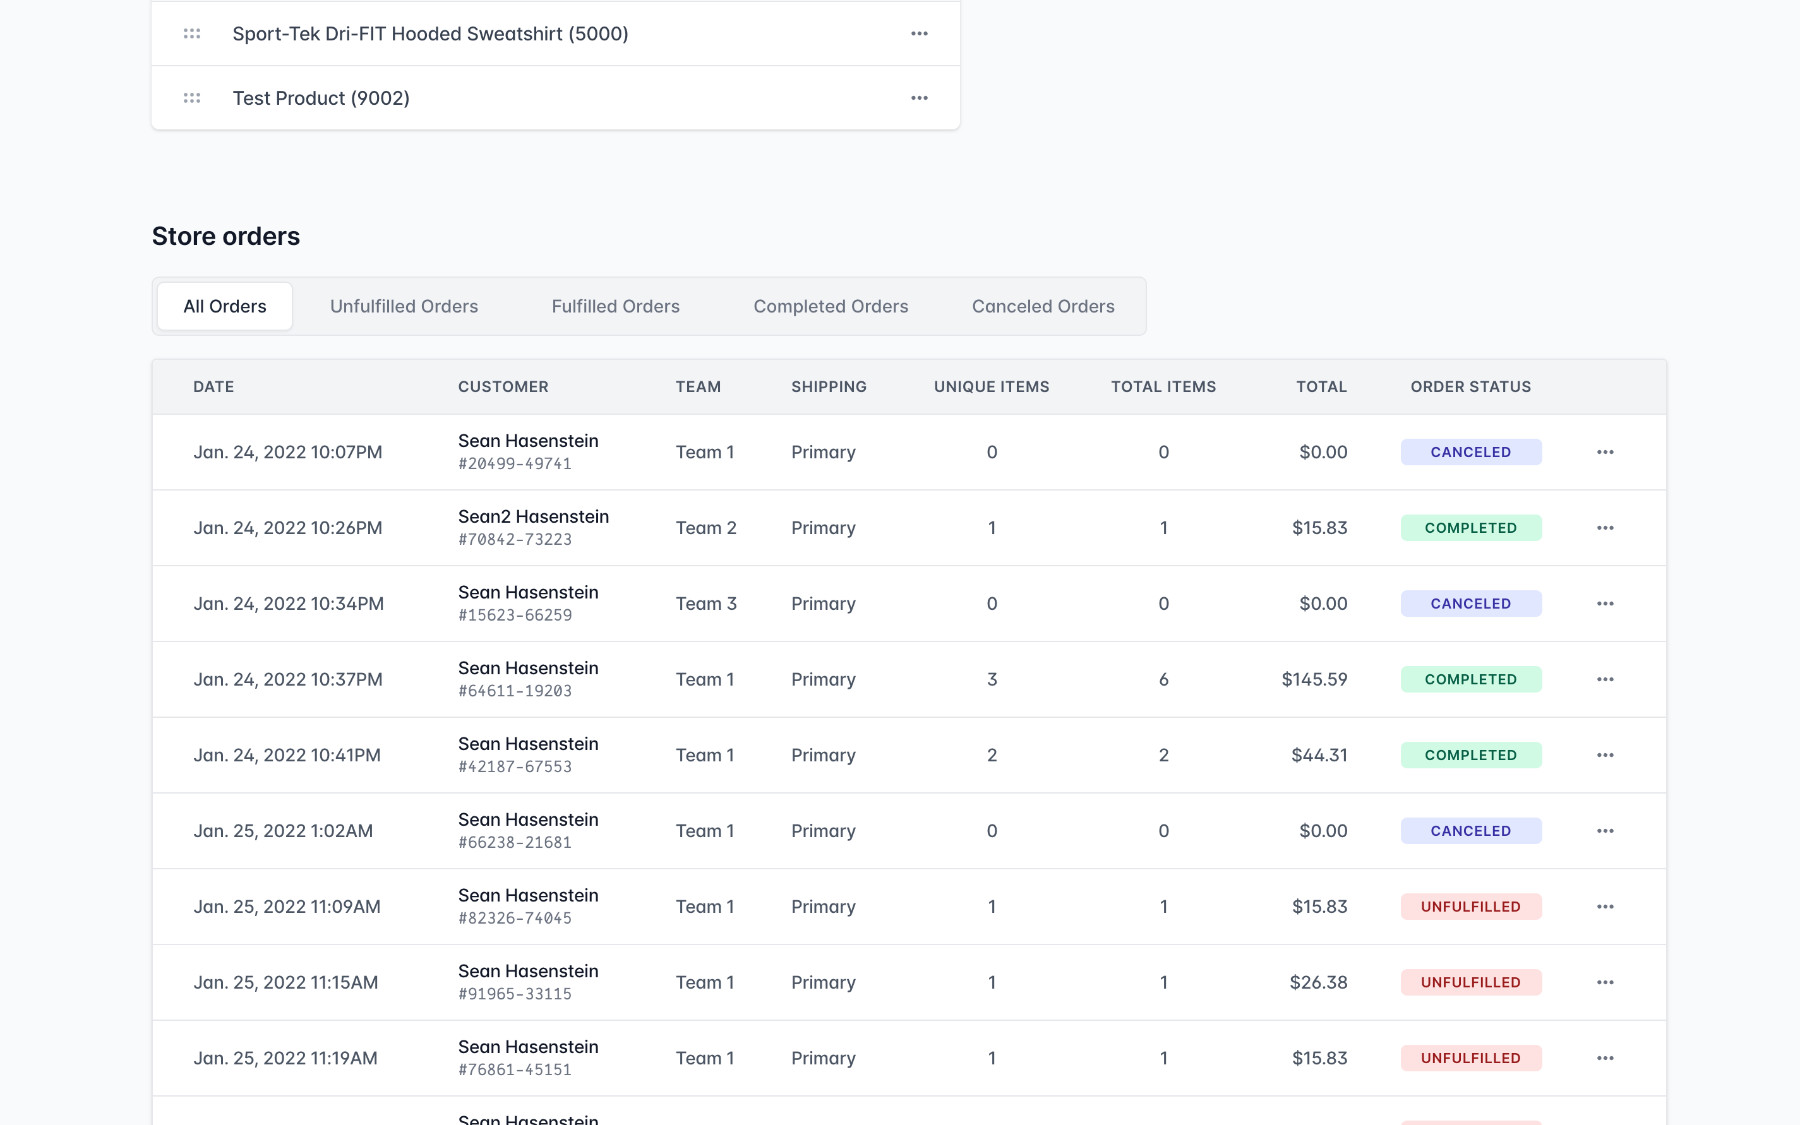 Sport-Tek Dri-FIT Hooded Sweatshirt (5000)
Test Product (9002)
Store orders
All Orders Unfulfilled Orders Fulfilled Orders Completed Orders Canceled Orders
DATE CUSTOMER TEAM SHIPPING UNIQUE ITEMS TOTAL ITEMS TOTAL ORDER STATUS
Jan. 24, 2022 10:07PM Sean Hasenstein Team 1 Primary 0 0 $0.00 CANCELED
#20499-49741
Jan. 24, 2022 10:26PM Sean2 Hasenstein Team 2 Primary 1 1 $15.83 COMPLETED
#70842-73223
Jan. 24, 2022 10:34PM Sean Hasenstein Team 3 Primary 0 0 $0.00 CANCELED
#15623-66259
Jan. 24, 2022 10:37PM Sean Hasenstein Team 1 Primary 3 6 $145.59 COMPLETED
#64611-19203
Jan. 24, 2022 10:41PM Sean Hasenstein Team 1 Primary 2 2 $44.31 COMPLETED
#42187-67553
Jan. 25, 2022 1:02AM Sean Hasenstein Team 1 Primary 0 0 $0.00 CANCELED
#66238-21681
Jan. 25, 2022 11:09AM Sean Hasenstein Team 1 Primary 1 1 $15.83 UNFULFILLED
#82326-74045
Jan. 25, 2022 11:15AM Sean Hasenstein Team 1 Primary 1 1 $26.38 UNFULFILLED
#91965-33115
Jan. 25, 2022 11:19AM Sean Hasenstein Team 1 Primary 1 1 $15.83 UNFULFILLED
#76861-45151
Sean Hasenstein